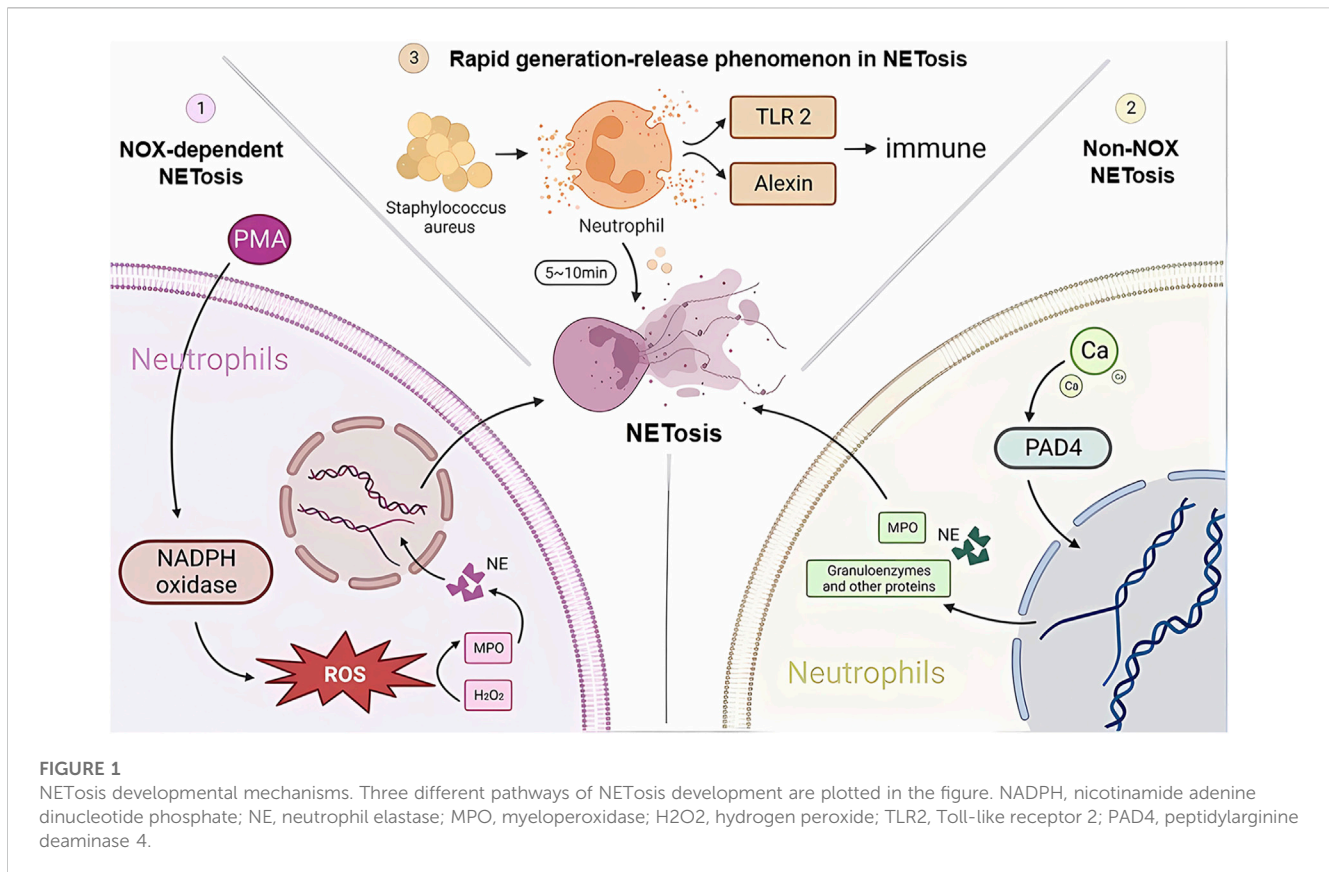 3 Rapid generation-release phenomenon in NETosis
1
NOX-dependent
NETosis
PMA
Neutrophils
NADPH
oxidase
ROS
NE
MPO
H2O2
Staphylococcus
aureus
Neutrophil
TLR 2
Alexin
immune
5~10min
NETosis
2
Non-NOX
NETosis
Ca
Ca
Ca
PAD4
MPO
NE
Granuloenzymes
and other proteins
Neutrophils
FIGURE 1
NETosis developmental mechanisms. Three different pathways of NETosis development are plotted in the figure. NADPH, nicotinamide adenine
dinucleotide phosphate; NE, neutrophil elastase; MPO, myeloperoxidase; H2O2, hydrogen peroxide; TLR2, Toll-like receptor 2; PAD4, peptidylarginine
deaminase 4.